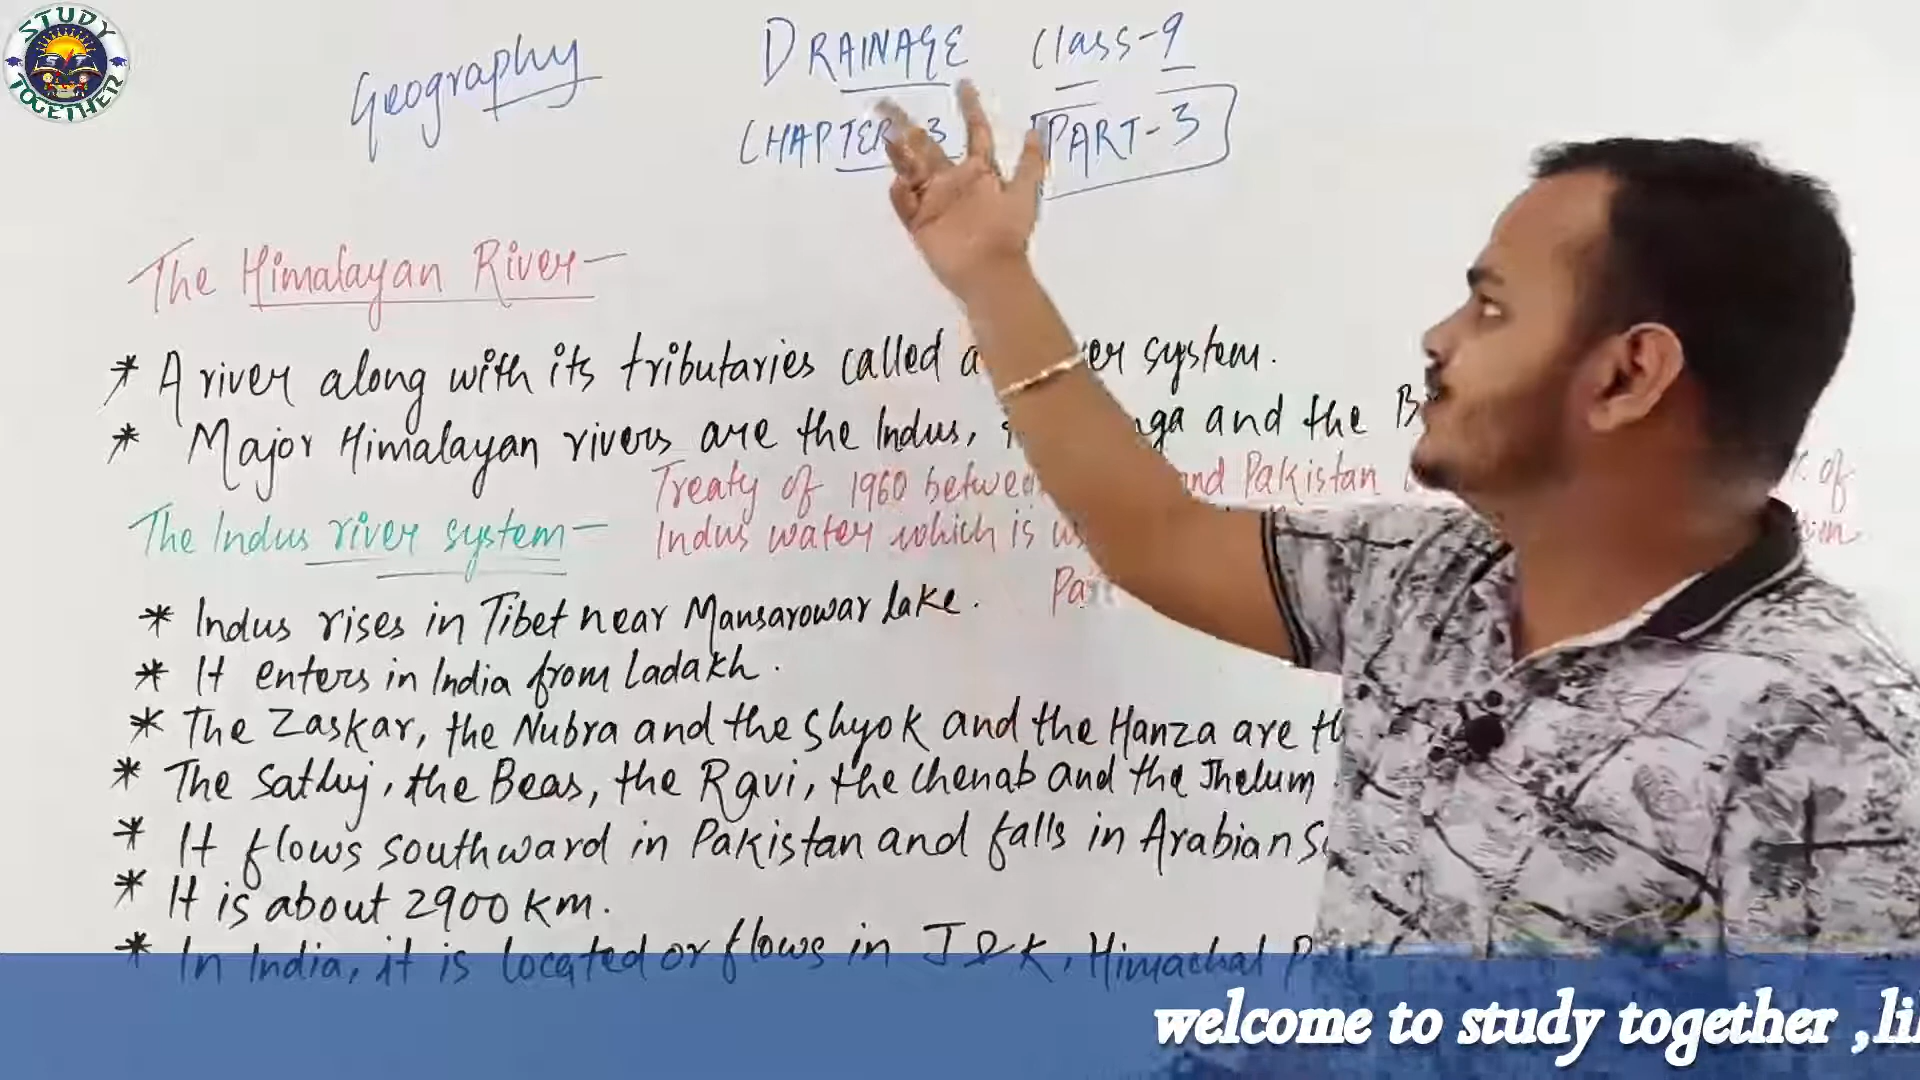 STUDY
ST
TOGETHER
Geography
DRAINAGE Class-9
CHAPTER-3 PART-3
The Himalayan River-
* A river along with its tributaries called a system.
* Major Himalayan rivers are the Indus, and the
Treaty of 1960 and Pakistan of
The Indus river system- Indus water which is
* Indus rises in Tibet near Mansarowar lake.
* It enters in India from Ladakh.
* The Zaskar, the Nubra and the Shyok and the Hanza are
* The Satluj, the Beas, the Ravi, the Chenab and the Jhelum
* It flows southward in Pakistan and falls in Arabian
* It is about 2900 km.
* In India, it is located or flows in J&K, Himachal
welcome to study together ,li